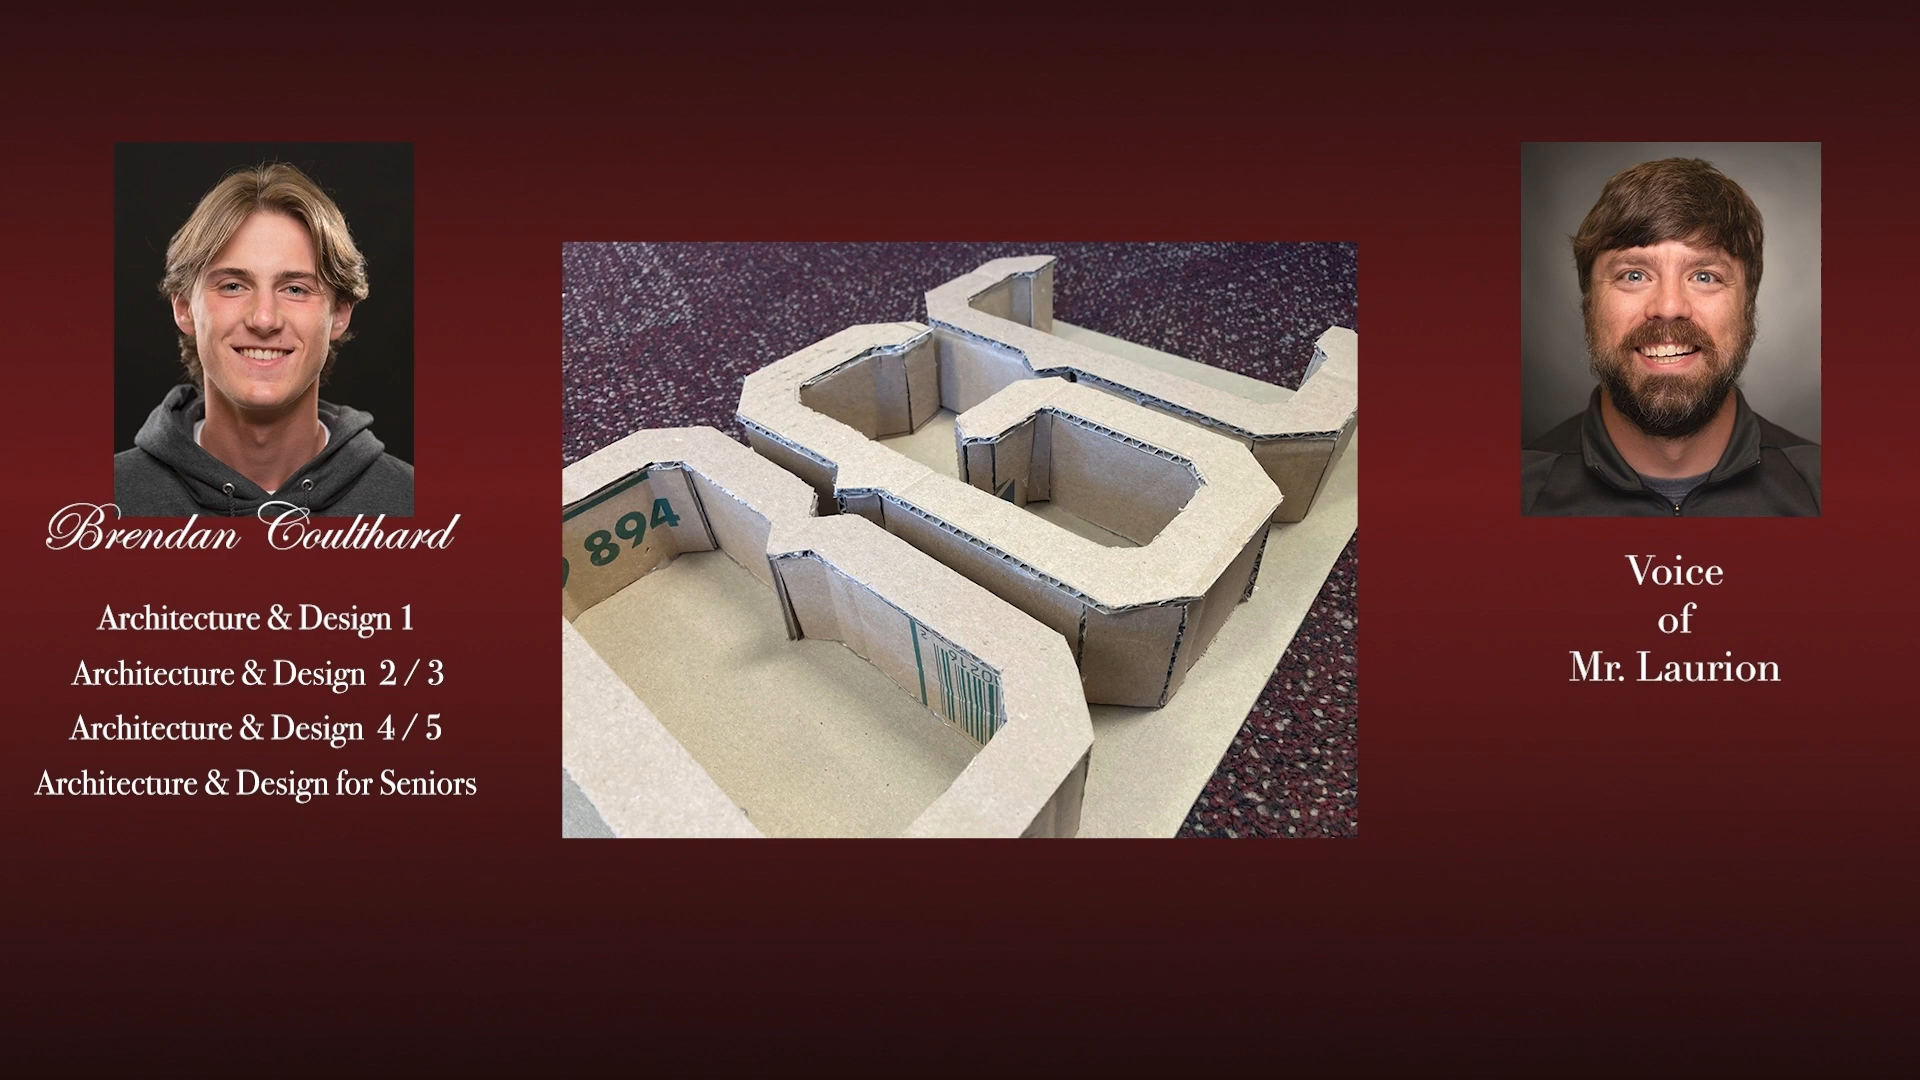 Brendan Coulthard
Architecture & Design 1
Architecture & Design 2 / 3
Architecture & Design 4 / 5
Architecture & Design for Seniors
894
Voice
of
Mr. Laurion